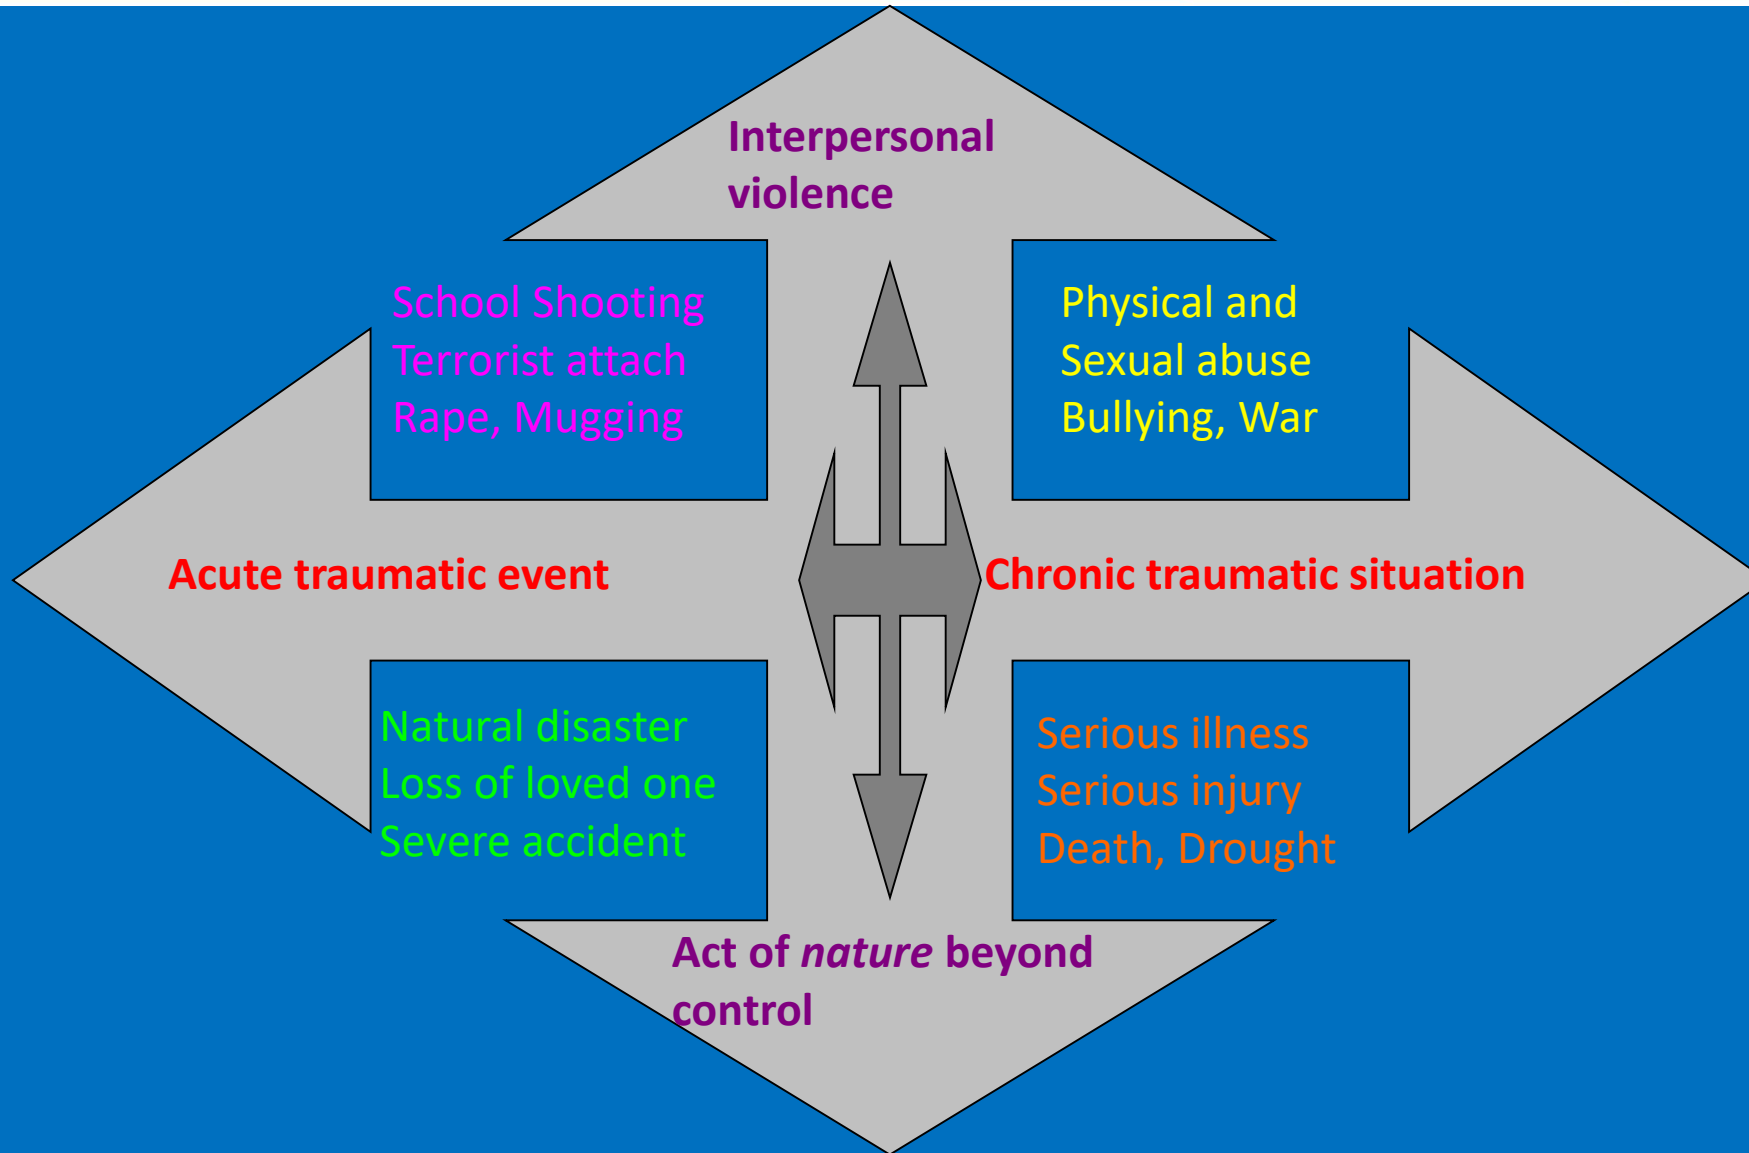 Interpersonal
violence
School Shooting
Terrorist attach
Rape, Mugging
Physical and
Sexual abuse
Bullying, War
Acute traumatic event
Chronic traumatic situation
Natural disaster
Loss of loved one
Severe accident
Serious illness
Serious injury
Death, Drought
Act of nature beyond
control